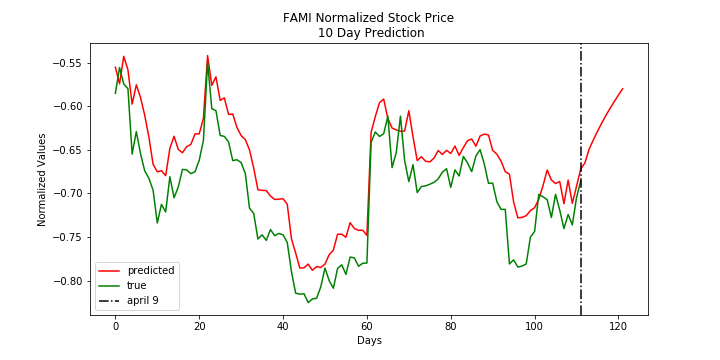 FAMI Normalized Stock Price
10 Day Prediction
Normalized Values
−0.55
−0.60
−0.65
−0.70
−0.75
−0.80
predicted
true
april 9
0 20 40 60 80 100 120
Days